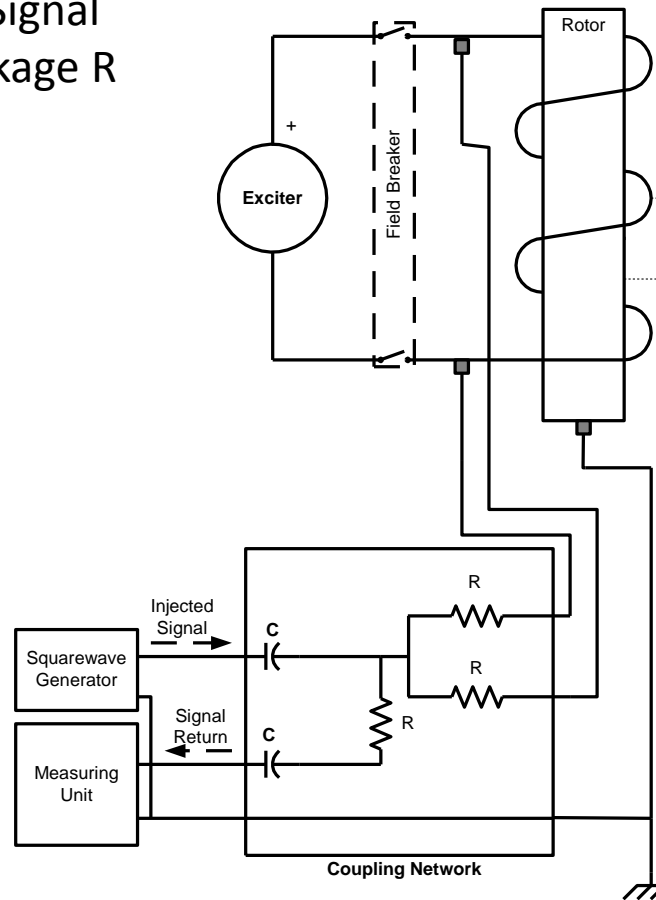 Signal
kage R
Rotor
+
Exciter
Field Breaker
R
Injected
Signal
C
Squarewave
Generator
R
Signal
Return
C
R
Measuring
Unit
Coupling Network